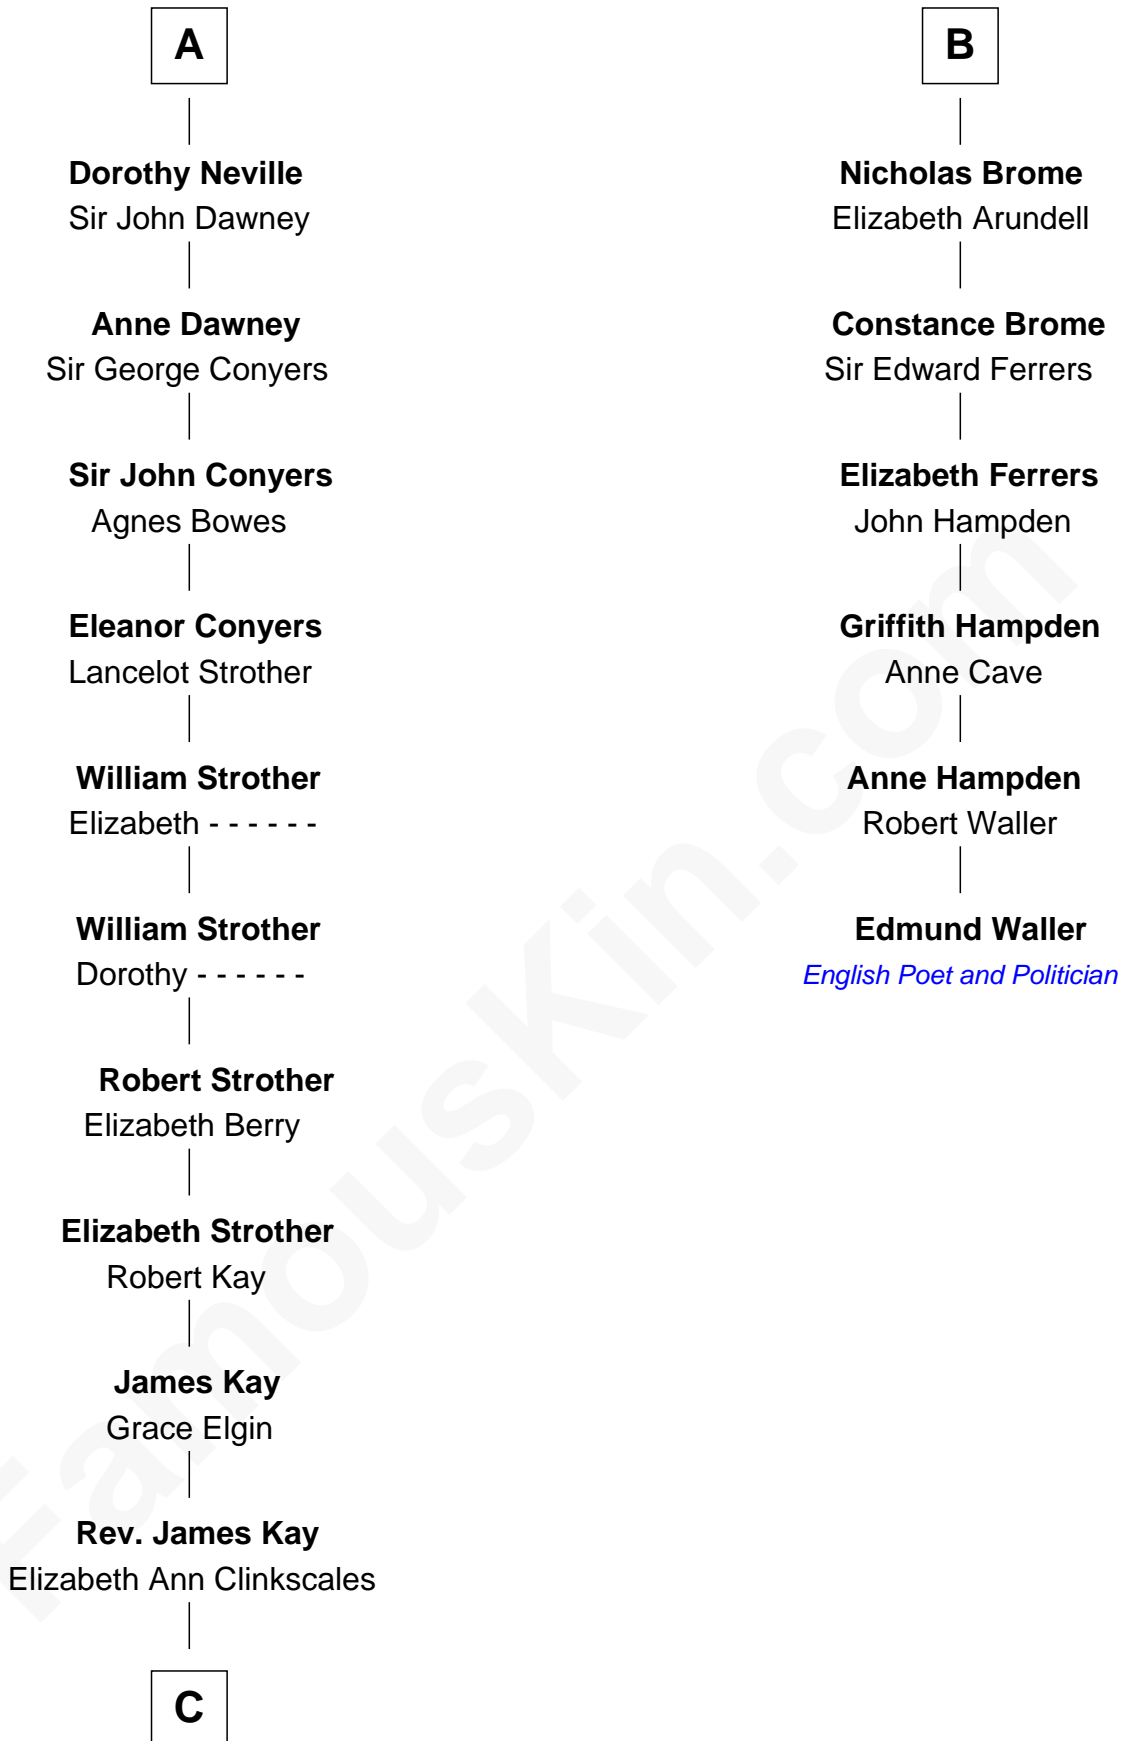 A
Dorothy Neville
Sir John Dawney
Anne Dawney
Sir George Conyers
Sir John Conyers
Agnes Bowes
Eleanor Conyers
Lancelot Strother
William Strother
Elizabeth - - - - - -
William Strother
Dorothy - - - - - -
Robert Strother
Elizabeth Berry
Elizabeth Strother
Robert Kay
James Kay
Grace Elgin
Rev. James Kay
Elizabeth Ann Clinkscales
C
B
Nicholas Brome
Elizabeth Arundell
Constance Brome
Sir Edward Ferrers
Elizabeth Ferrers
John Hampden
Griffith Hampden
Anne Cave
Anne Hampden
Robert Waller
Edmund Waller
English Poet and Politician
FamousKin.com